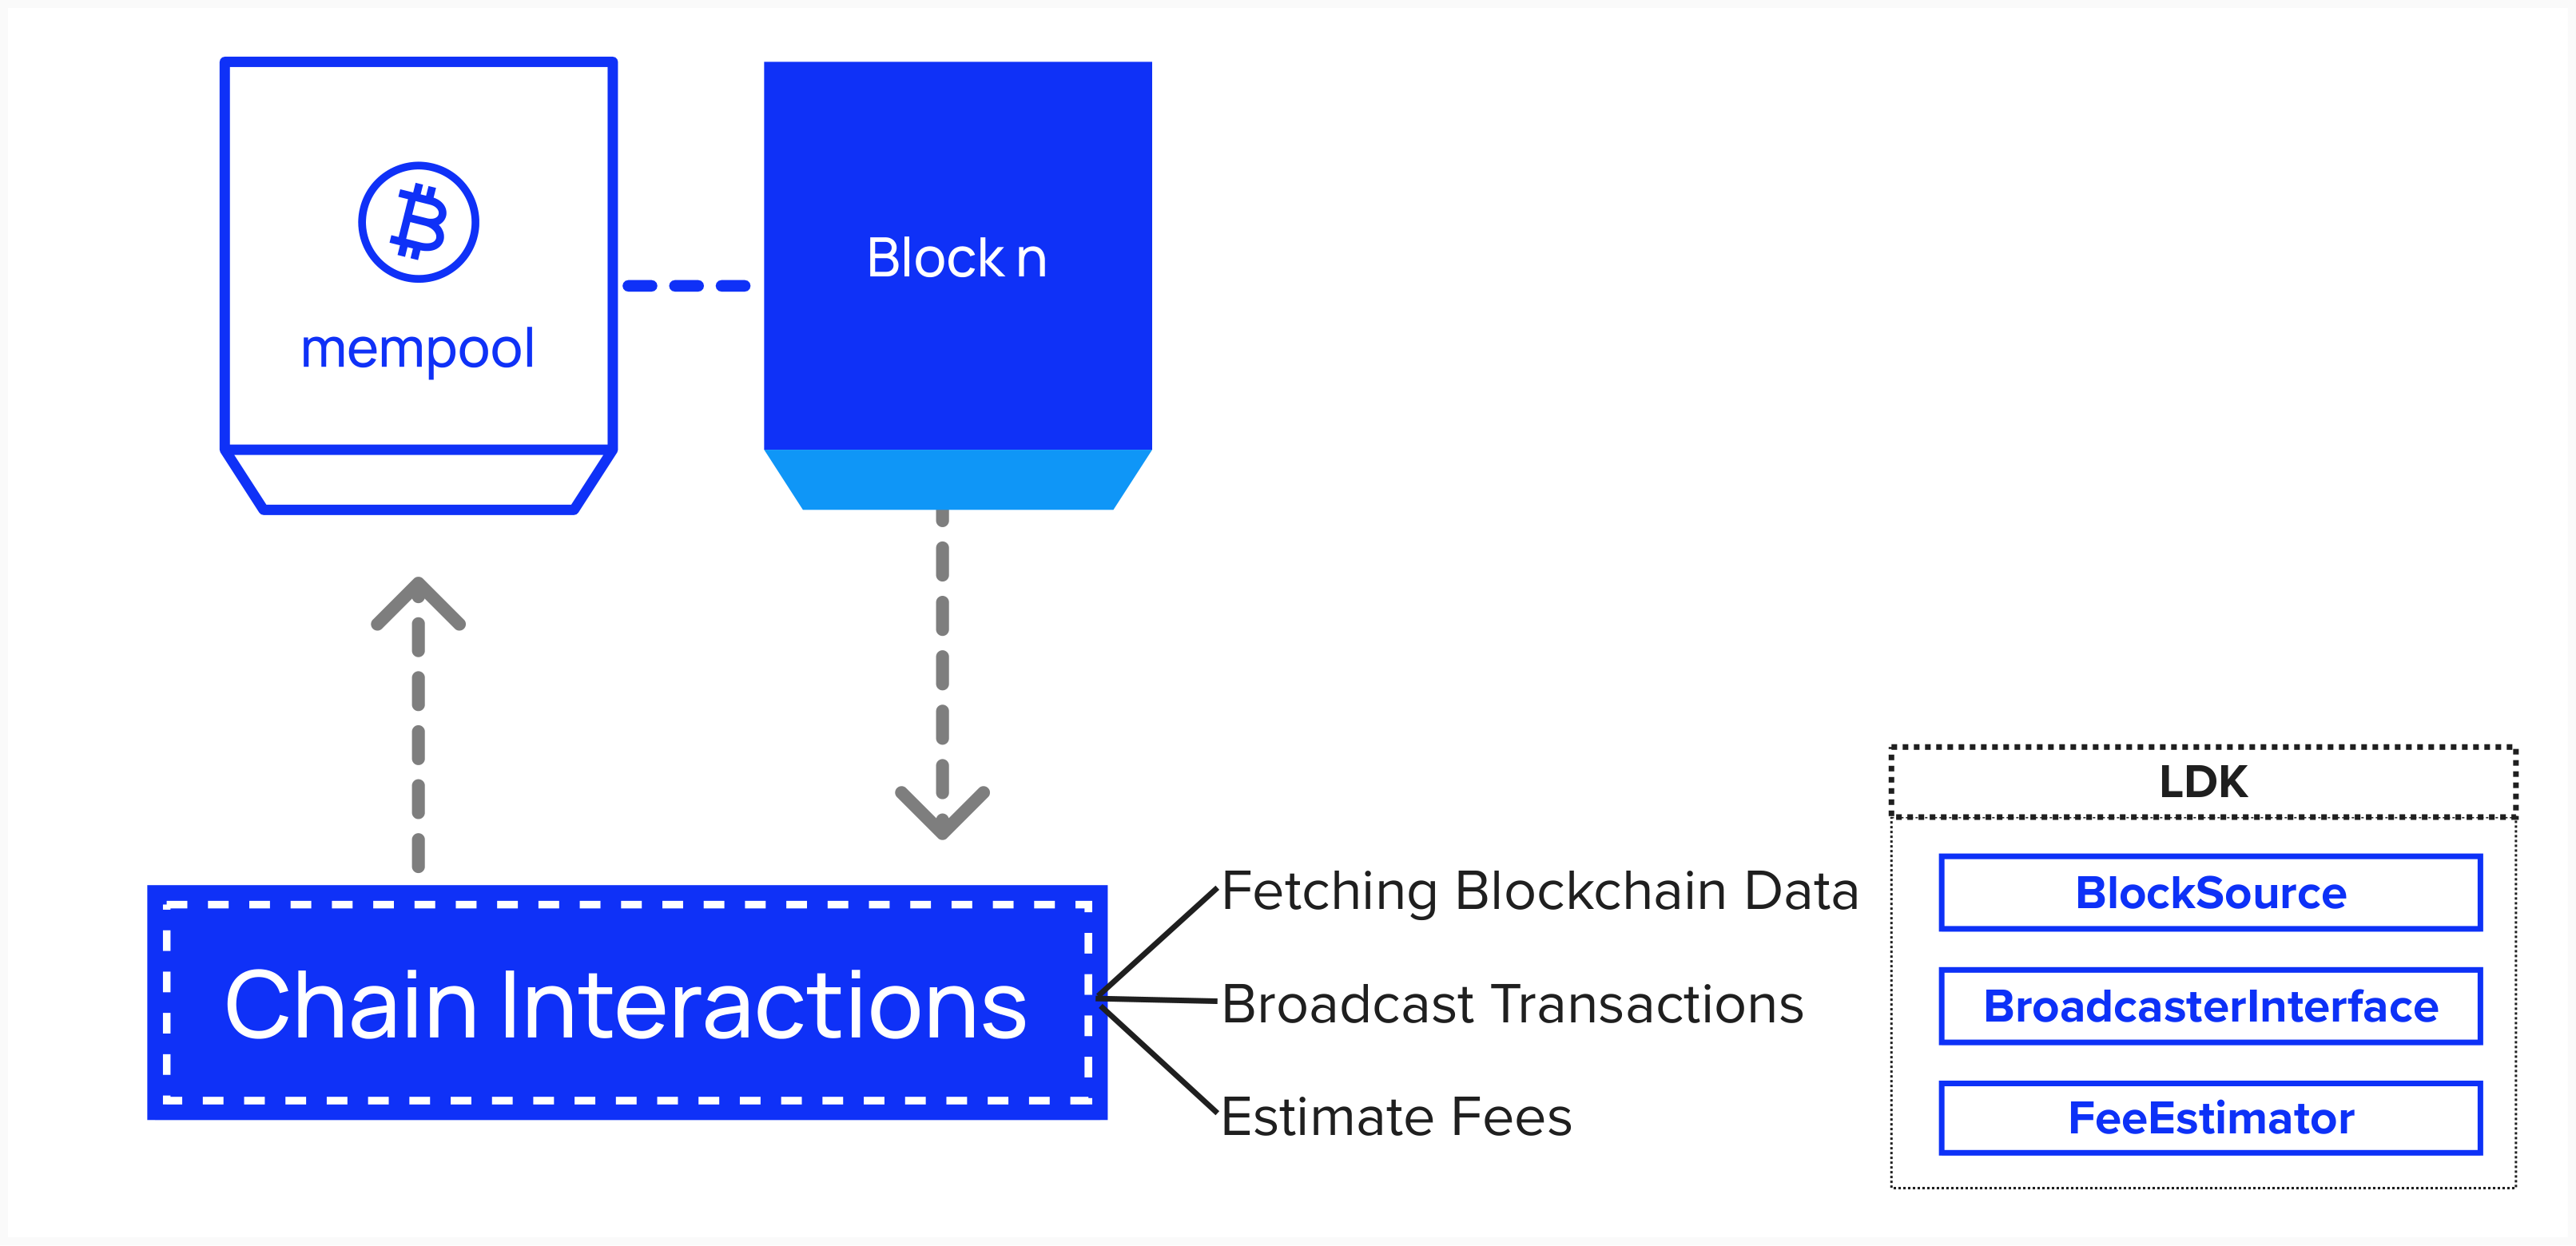 mempool
Block n
Chain Interactions
Fetching Blockchain Data
Broadcast Transactions
Estimate Fees
LDK
BlockSource
BroadcasterInterface
FeeEstimator